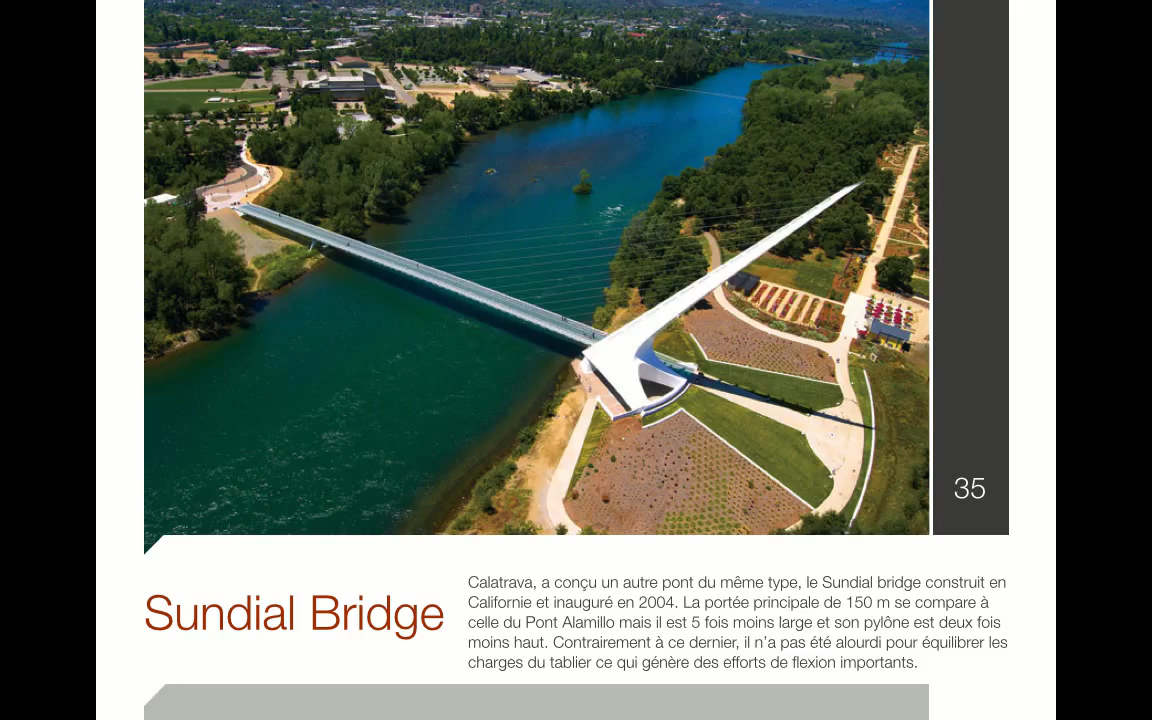 35
Sundial Bridge
Calatrava, a conçu un autre pont du même type, le Sundial bridge construit en
Californie et inauguré en 2004. La portée principale de 150 m se compare à
celle du Pont Alamillo mais il est 5 fois moins large et son pylône est deux fois
moins haut. Contrairement à ce dernier, il n’a pas été alourdi pour équilibrer les
charges du tablier ce qui génère des efforts de flexion importants.